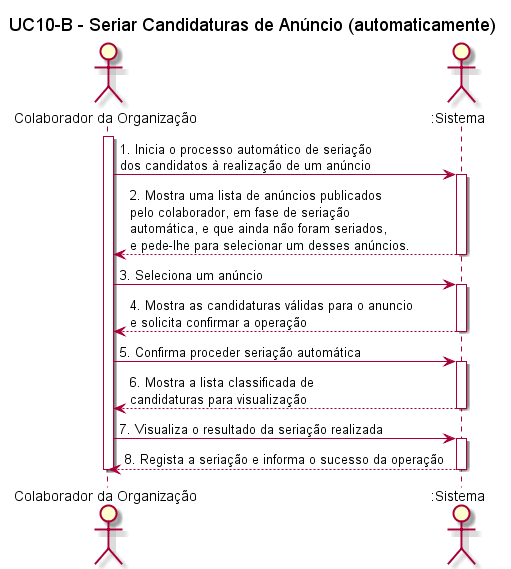 UC10-B - Seriar Candidaturas de Anúncio (automaticamente)
Colaborador da Organização
:Sistema
1. Inicia o processo automático de seriação
dos candidatos à realização de um anúncio
2. Mostra uma lista de anúncios publicados
pelo colaborador, em fase de seriação
automática, e que ainda não foram seriados,
e pede-lhe para selecionar um desses anúncios.
3. Seleciona um anúncio
4. Mostra as candidaturas válidas para o anuncio
e solicita confirmar a operação
5. Confirma proceder seriação automática
6. Mostra a lista classificada de
candidaturas para visualização
7. Visualiza o resultado da seriação realizada
8. Regista a seriação e informa o sucesso da operação
Colaborador da Organização
:Sistema